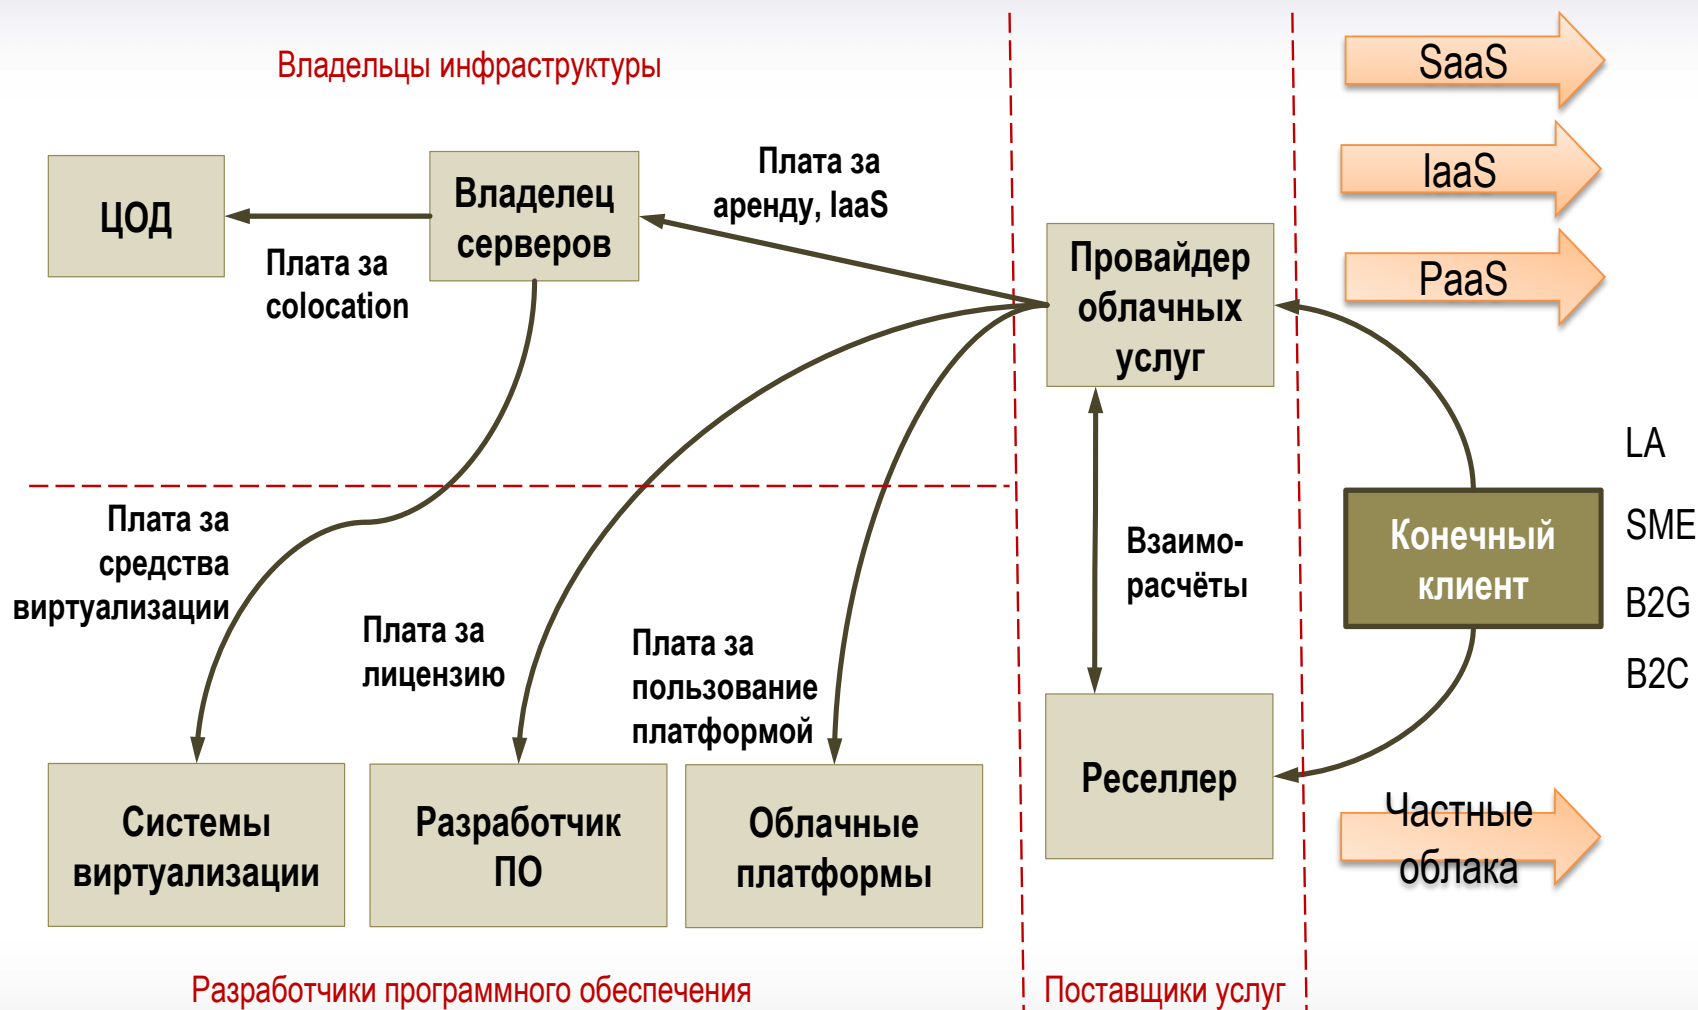 Владельцы инфраструктуры
SaaS
IaaS
PaaS
ЦОД
Владелец
серверов
Плата за
аренду, IaaS
Плата за
colocation
Провайдер
облачных
услуг
LA
SME
B2G
B2C
Конечный
клиент
Плата за
средства
виртуализации
Взаимо-
расчёты
Плата за
лицензию
Плата за
пользование
платформой
Системы
виртуализации
Разработчик
ПО
Облачные
платформы
Реселлер
Частные
облака
Разработчики программного обеспечения
Поставщики услуг